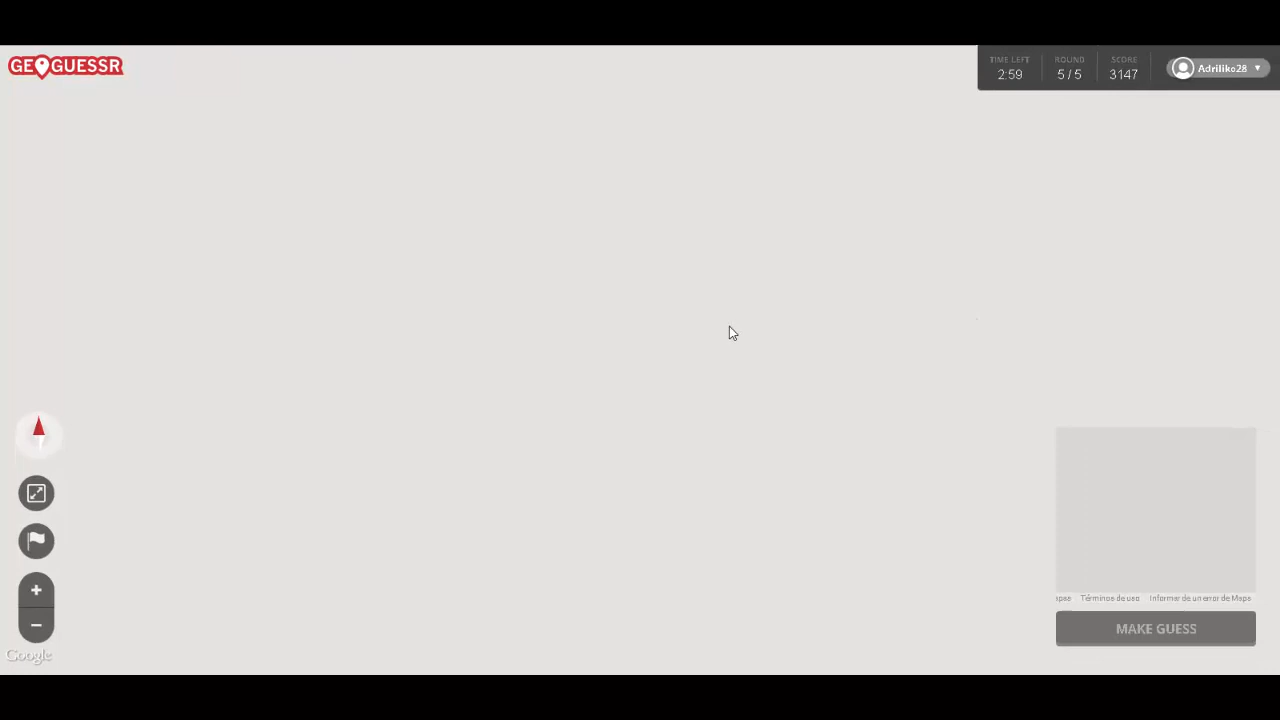 GEOGUESSR
TIME LEFT
2:59
ROUND
5 / 5
SCORE
3147
Adriliko28
Términos de uso
Informar de un error de Maps
MAKE GUESS
Google